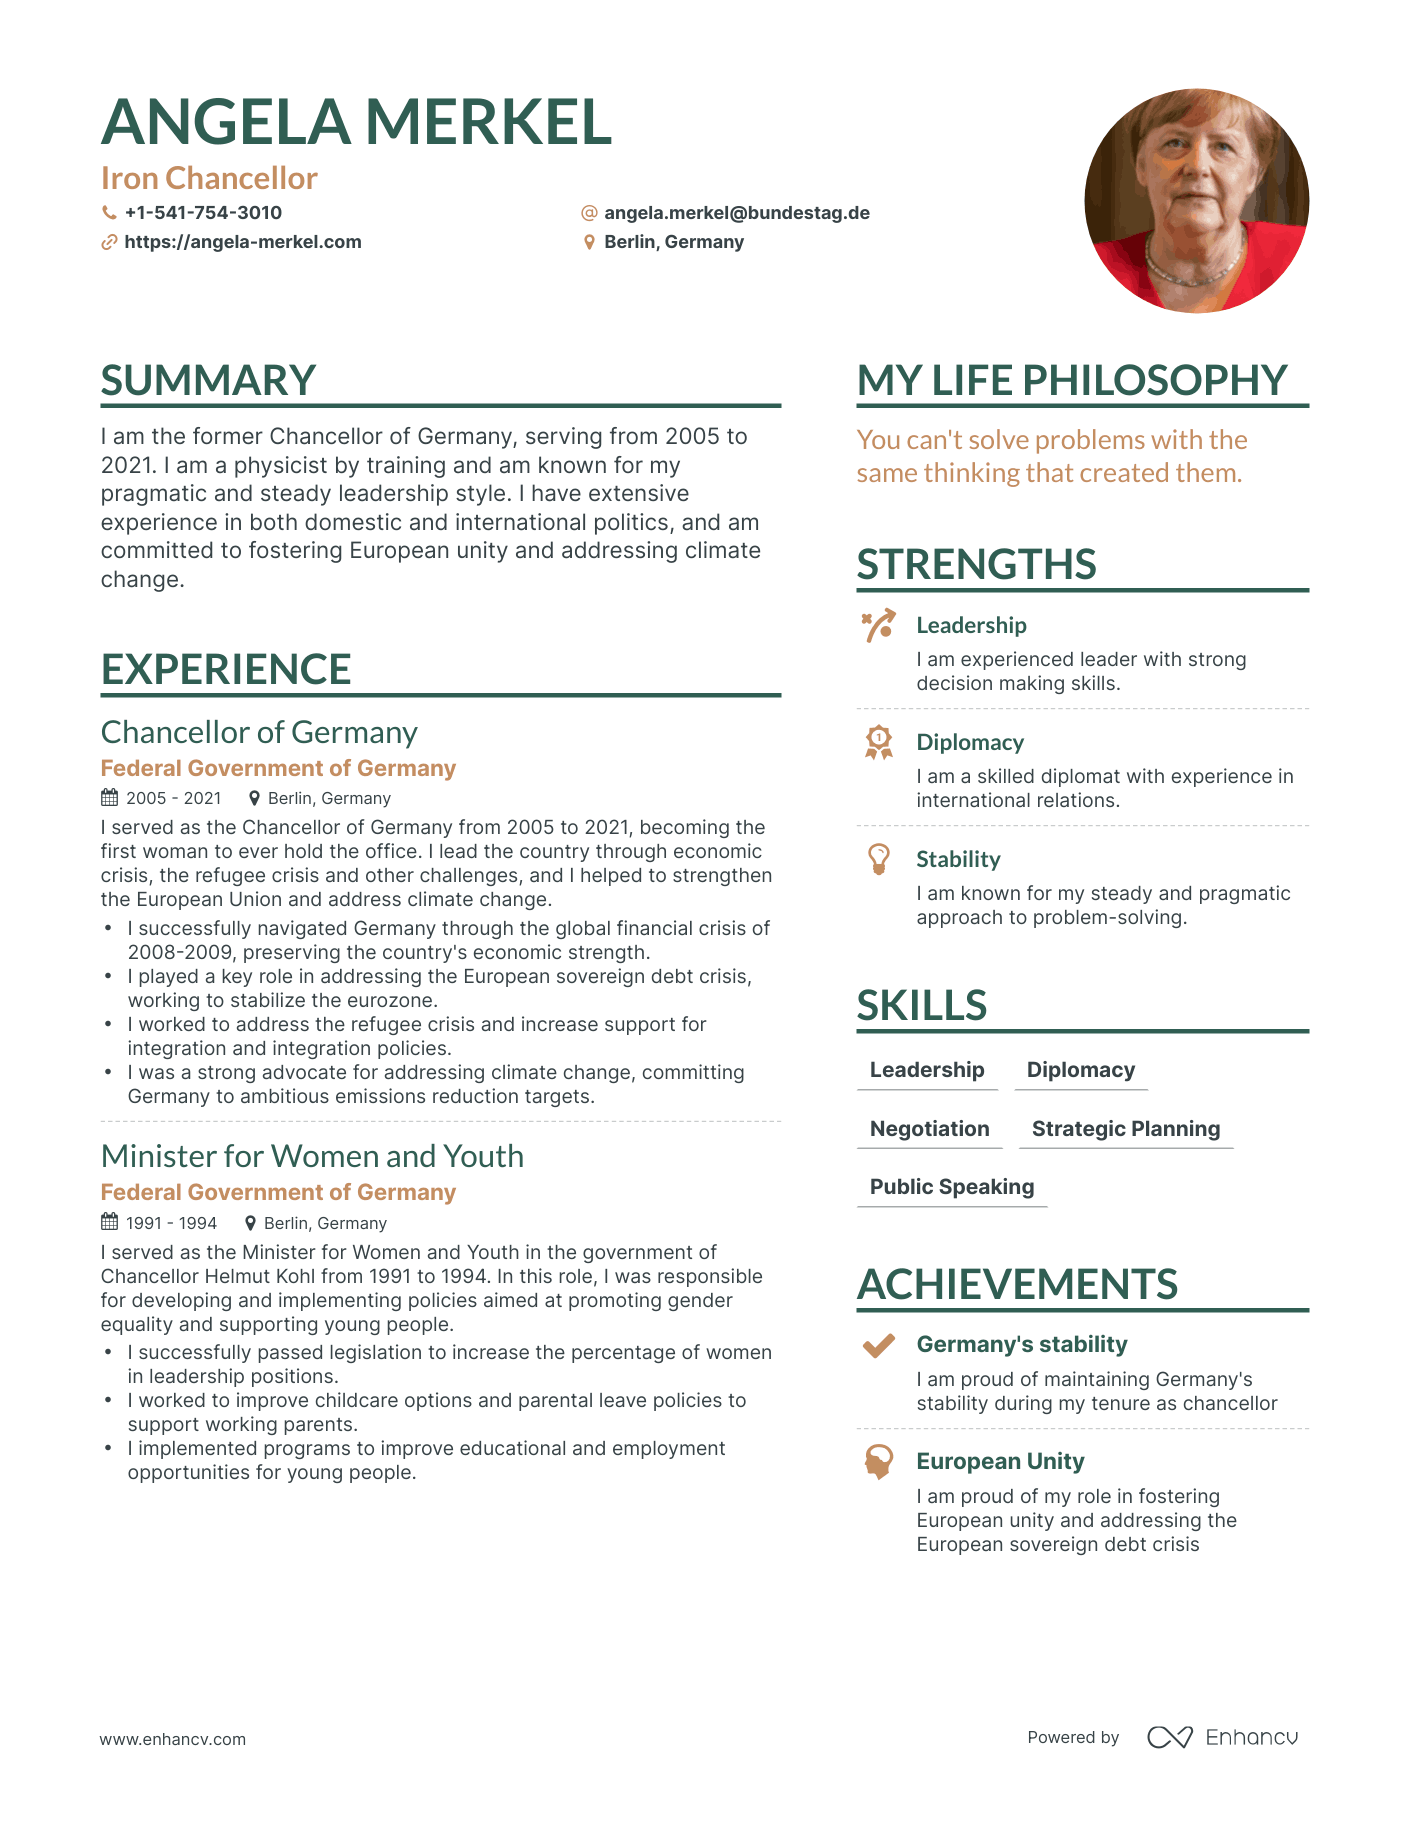 ANGELA MERKEL
Iron Chancellor
+1-541-754-3010
angela.merkel@bundestag.de
https://angela-merkel.com
Berlin, Germany
SUMMARY
I am the former Chancellor of Germany, serving from 2005 to
2021. I am a physicist by training and am known for my
pragmatic and steady leadership style. I have extensive
experience in both domestic and international politics, and am
committed to fostering European unity and addressing climate
change.
EXPERIENCE
Chancellor of Germany
Federal Government of Germany
2005 - 2021 Berlin, Germany
I served as the Chancellor of Germany from 2005 to 2021, becoming the
first woman to ever hold the office. I lead the country through economic
crisis, the refugee crisis and other challenges, and I helped to strengthen
the European Union and address climate change.
• I successfully navigated Germany through the global financial crisis of
2008-2009, preserving the country's economic strength.
• I played a key role in addressing the European sovereign debt crisis,
working to stabilize the eurozone.
• I worked to address the refugee crisis and increase support for
integration and integration policies.
• I was a strong advocate for addressing climate change, committing
Germany to ambitious emissions reduction targets.
Minister for Women and Youth
Federal Government of Germany
1991 - 1994 Berlin, Germany
I served as the Minister for Women and Youth in the government of
Chancellor Helmut Kohl from 1991 to 1994. In this role, I was responsible
for developing and implementing policies aimed at promoting gender
equality and supporting young people.
• I successfully passed legislation to increase the percentage of women
in leadership positions.
• I worked to improve childcare options and parental leave policies to
support working parents.
• I implemented programs to improve educational and employment
opportunities for young people.
MY LIFE PHILOSOPHY
You can't solve problems with the
same thinking that created them.
STRENGTHS
Leadership
I am experienced leader with strong
decision making skills.
1
Diplomacy
I am a skilled diplomat with experience in
international relations.
Stability
I am known for my steady and pragmatic
approach to problem-solving.
SKILLS
Leadership Diplomacy
Negotiation Strategic Planning
Public Speaking
ACHIEVEMENTS
Germany's stability
I am proud of maintaining Germany's
stability during my tenure as chancellor
European Unity
I am proud of my role in fostering
European unity and addressing the
European sovereign debt crisis
www.enhancv.com
Powered by Enhancv